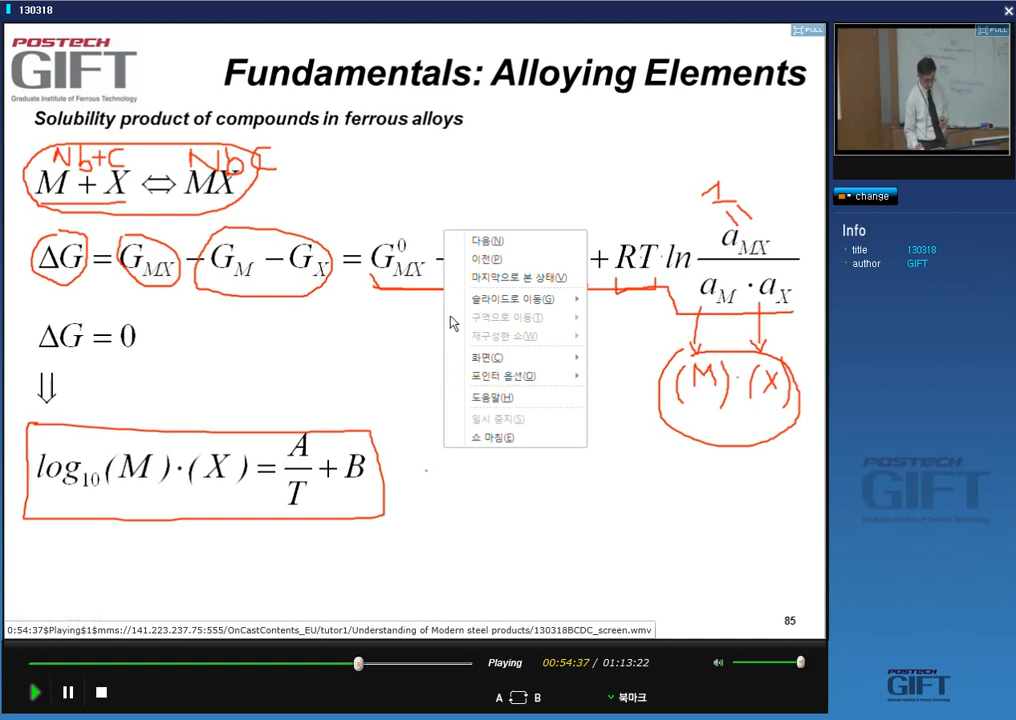 130318
POSTECH
GIFT
Graduate Institute of Ferrous Technology
Fundamentals: Alloying Elements
FULL
FULL
Solubility product of compounds in ferrous alloys
Nb+C NbC
M + X ⇔ MX
1
ΔG = G_MX − G_M − G_X = G⁰_MX - + RT ln a_MX / a_M · a_X
(M) · (X)
ΔG = 0
⇓
log₁₀(M)·(X) = A/T + B
다음(N)
이전(P)
마지막으로 본 상태(V)
슬라이드로 이동(G)
구역으로 이동(T)
재구성한 쇼(W)
화면(C)
포인터 옵션(O)
도움말(H)
일시 중지(S)
쇼 마침(E)
85
0:54:37$Playing$1$mms://141.223.237.75:555/OnCastContents_EU/tutor1/Understanding of Modern steel products/130318BCDC_screen.wmv
change
title 130318
author GIFT
POSTECH
GIFT
Playing 00:54:37 / 01:13:22
A B 북마크
POSTECH
GIFT